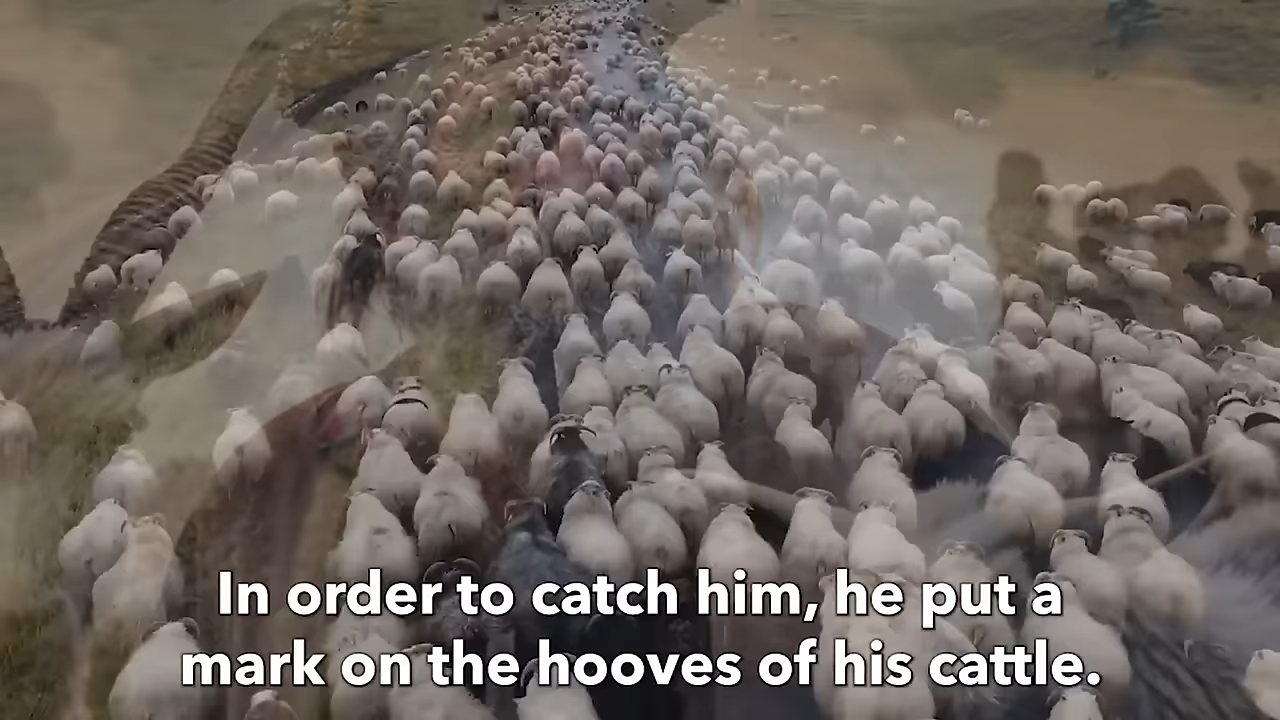 In order to catch him, he put a
mark on the hooves of his cattle.